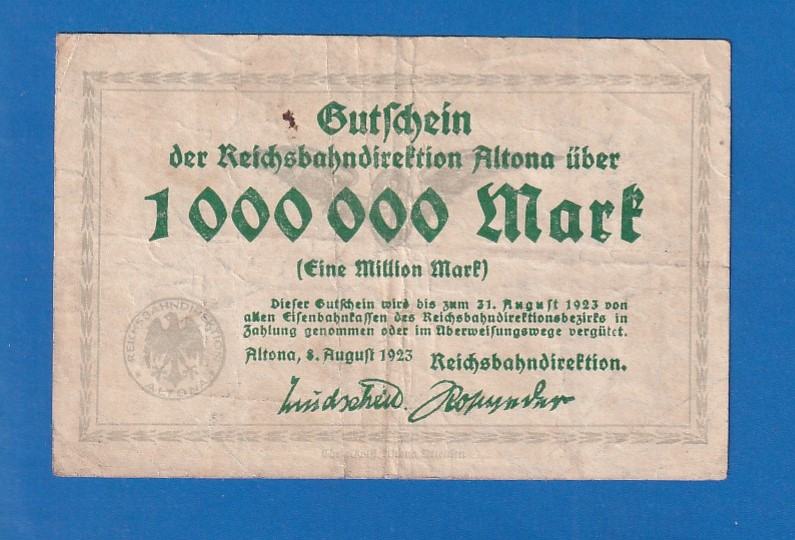 Gutschein
der Reichsbahndirektion Altona über
1 000 000 Mark
(Eine Million Mark)
Dieser Gutschein wird bis zum 31. August 1923 von
allen Eisenbahnkassen des Reichsbahndirektionsbezirks in
Zahlung genommen oder im Überweisungswege vergütet.
Altona, 8. August 1923 Reichsbahndirektion.
REICHSBAHNDIREKTION
ALTONA